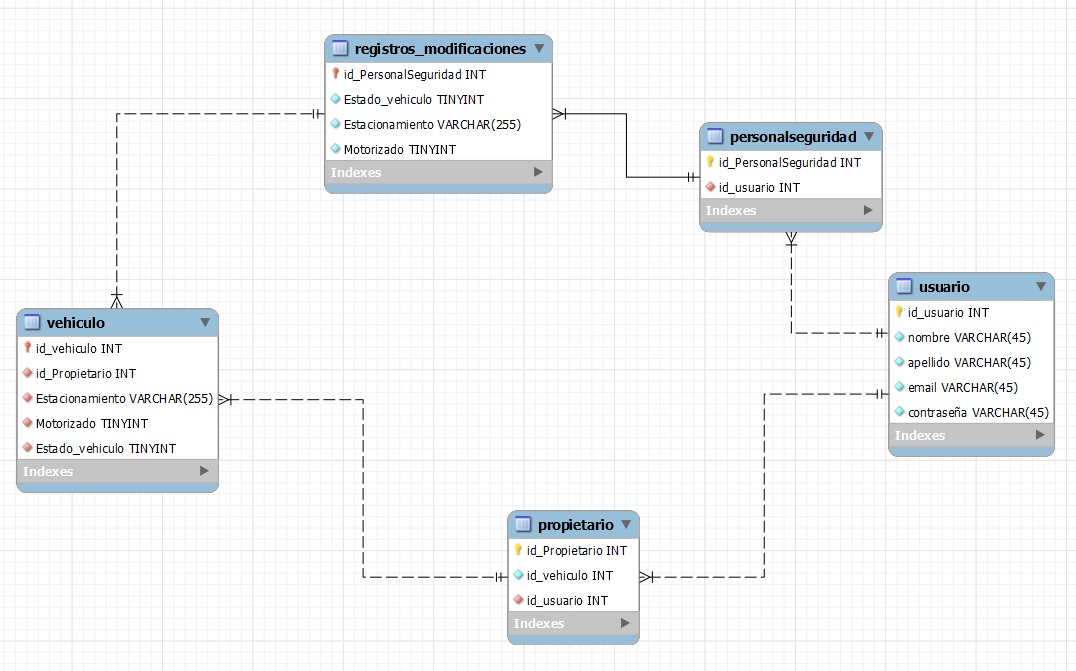 registros_modificaciones
id_PersonalSeguridad INT
Estado_vehiculo TINYINT
Estacionamiento VARCHAR(255)
Motorizado TINYINT
Indexes
personalseguridad
id_PersonalSeguridad INT
id_usuario INT
Indexes
usuario
id_usuario INT
nombre VARCHAR(45)
apellido VARCHAR(45)
email VARCHAR(45)
contraseña VARCHAR(45)
Indexes
vehiculo
id_vehiculo INT
id_Propietario INT
Estacionamiento VARCHAR(255)
Motorizado TINYINT
Estado_vehiculo TINYINT
Indexes
propietario
id_Propietario INT
id_vehiculo INT
id_usuario INT
Indexes